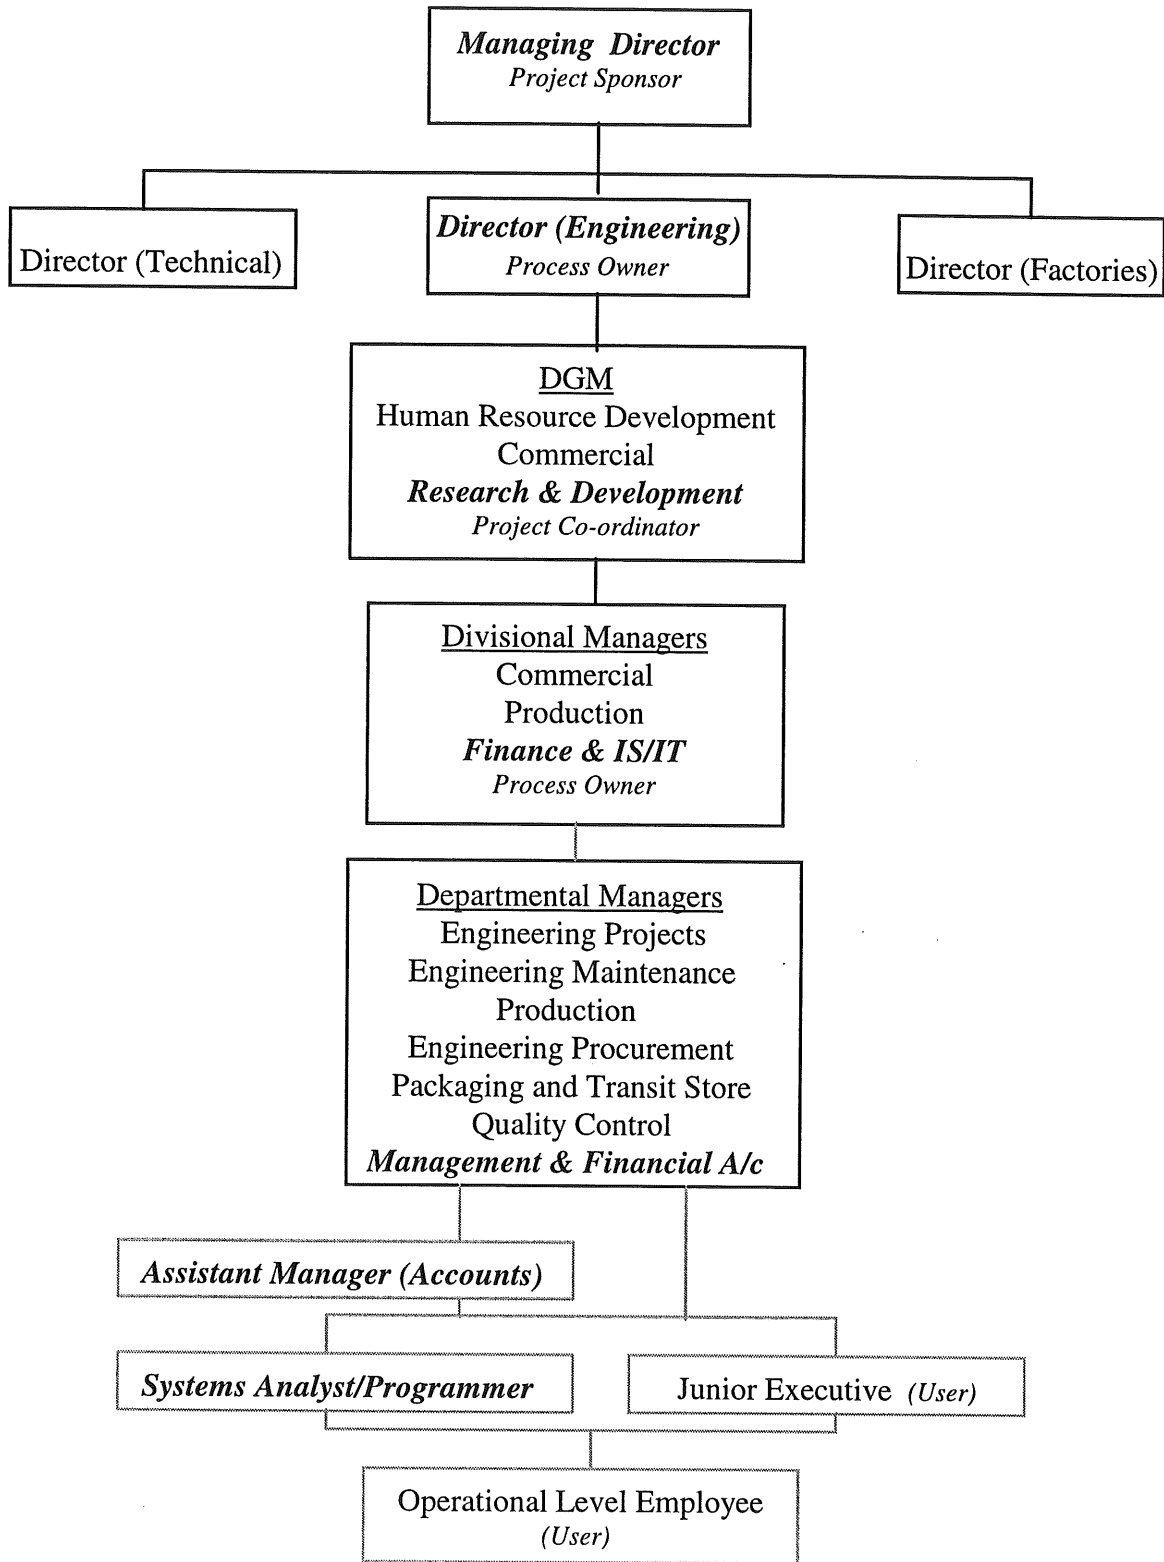 Managing Director
Project Sponsor
Director (Technical)
Director (Engineering)
Process Owner
Director (Factories)
DGM
Human Resource Development
Commercial
Research & Development
Project Co-ordinator
Divisional Managers
Commercial
Production
Finance & IS/IT
Process Owner
Departmental Managers
Engineering Projects
Engineering Maintenance
Production
Engineering Procurement
Packaging and Transit Store
Quality Control
Management & Financial A/c
Assistant Manager (Accounts)
Systems Analyst/Programmer
Junior Executive (User)
Operational Level Employee
(User)